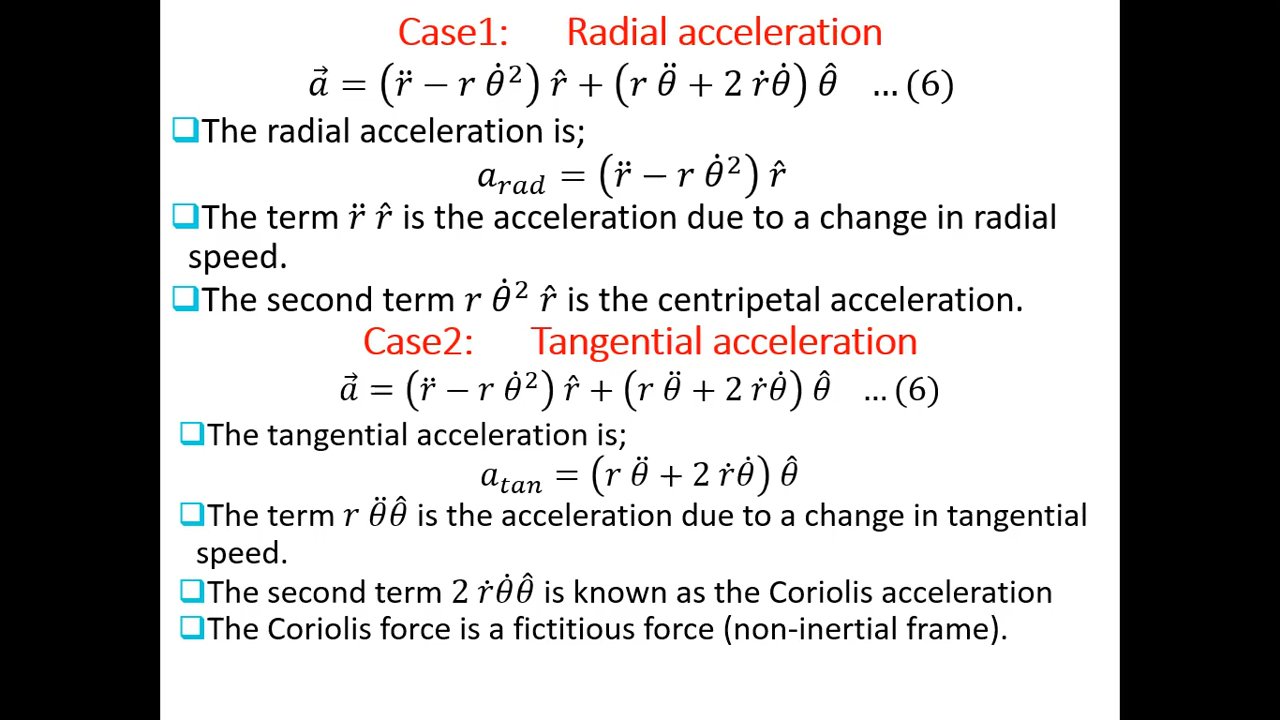 Case1: Radial acceleration
a⃗ = (r̈ − r θ̇²) r̂ + (r θ̈ + 2 ṙθ̇) θ̂ … (6)
❑The radial acceleration is;
a_rad = (r̈ − r θ̇²) r̂
❑The term r̈ r̂ is the acceleration due to a change in radial
speed.
❑The second term r θ̇² r̂ is the centripetal acceleration.
Case2: Tangential acceleration
a⃗ = (r̈ − r θ̇²) r̂ + (r θ̈ + 2 ṙθ̇) θ̂ … (6)
❑The tangential acceleration is;
a_tan = (r θ̈ + 2 ṙθ̇) θ̂
❑The term r θ̈θ̂ is the acceleration due to a change in tangential
speed.
❑The second term 2 ṙθ̇θ̂ is known as the Coriolis acceleration
❑The Coriolis force is a fictitious force (non-inertial frame).